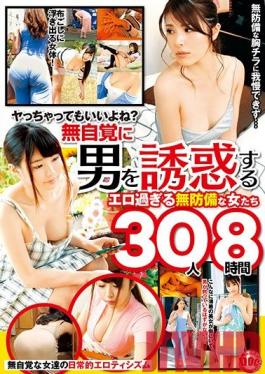 無防備な胸チラに
我慢できず…
布ごしに
浮き出る女体!
ヤっちゃってもいいよね?
無自覚に
男を誘惑する
エロ過ぎる無防備な女たち
30人8時間
無自覚な女達の日常的エロティシズム